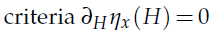 criteria ∂_H η_x(H) = 0